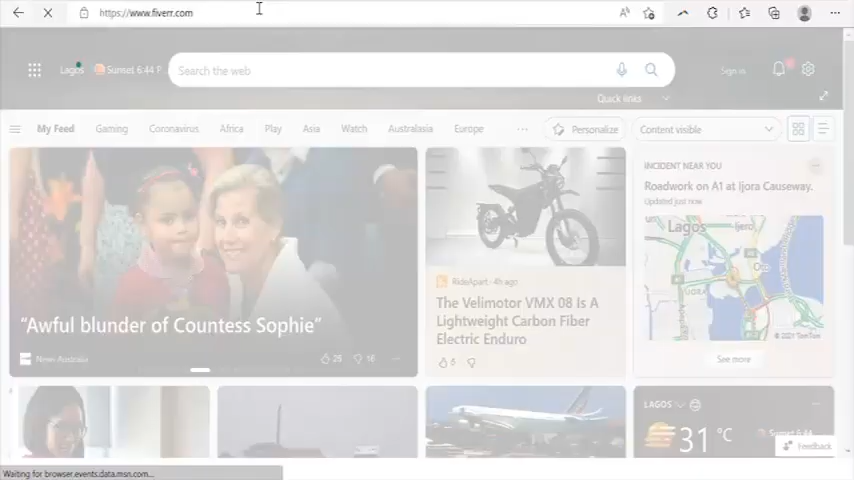 https://www.fiverr.com
Lagos
Sunset 6:44 P
Search the web
Sign in
Quick links
My Feed
Gaming
Coronavirus
Africa
Play
Asia
Watch
Australasia
Europe
...
Personalize
Content visible
"Awful blunder of Countess Sophie"
News Australia
25
16
RideApart · 4h ago
The Velimotor VMX 08 Is A
Lightweight Carbon Fiber
Electric Enduro
6
INCIDENT NEAR YOU
Roadwork on A1 at Ijora Causeway.
Updated just now
Lagos
Ijero
© 2021 TomTom
See more
LAGOS
31 °C
Sunset 6:44
Feedback
Waiting for browser.events.data.msn.com...